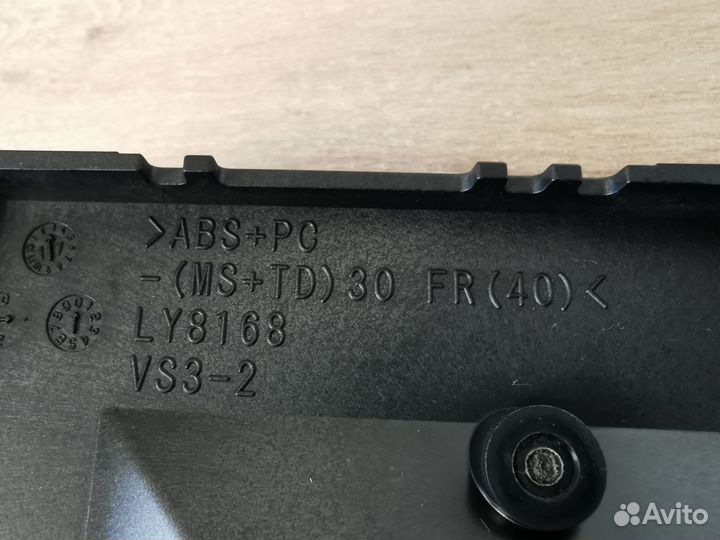 >ABS+PC
-(MS+TD)30 FR(40)<
LY8168
VS3-2
Avito